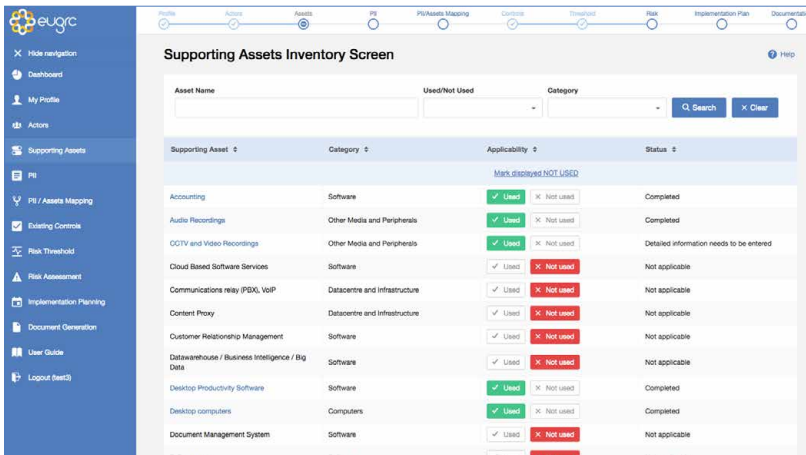 eugrc
Profile Actors Assets PII PII/Assets Mapping Controls Threshold Risk Implementation Plan Documentati
Hide navigation
Dashboard
My Profile
Actors
Supporting Assets
PII
PII / Assets Mapping
Existing Controls
Risk Threshold
Risk Assessment
Implementation Planning
Document Generation
User Guide
Logout (test3)
Supporting Assets Inventory Screen
Help
Asset Name Used/Not Used Category
Search Clear
Supporting Asset Category Applicability Status
Mark displayed NOT USED
Accounting Software Used Not used Completed
Audio Recordings Other Media and Peripherals Used Not used Completed
CCTV and Video Recordings Other Media and Peripherals Used Not used Detailed information needs to be entered
Cloud Based Software Services Software Used Not used Not applicable
Communications relay (PBX), VoIP Datacentre and Infrastructure Used Not used Not applicable
Content Proxy Datacentre and Infrastructure Used Not used Not applicable
Customer Relationship Management Software Used Not used Not applicable
Datawarehouse / Business Intelligence / Big
Data Software Used Not used Not applicable
Desktop Productivity Software Software Used Not used Completed
Desktop computers Computers Used Not used Completed
Document Management System Software Used Not used Not applicable